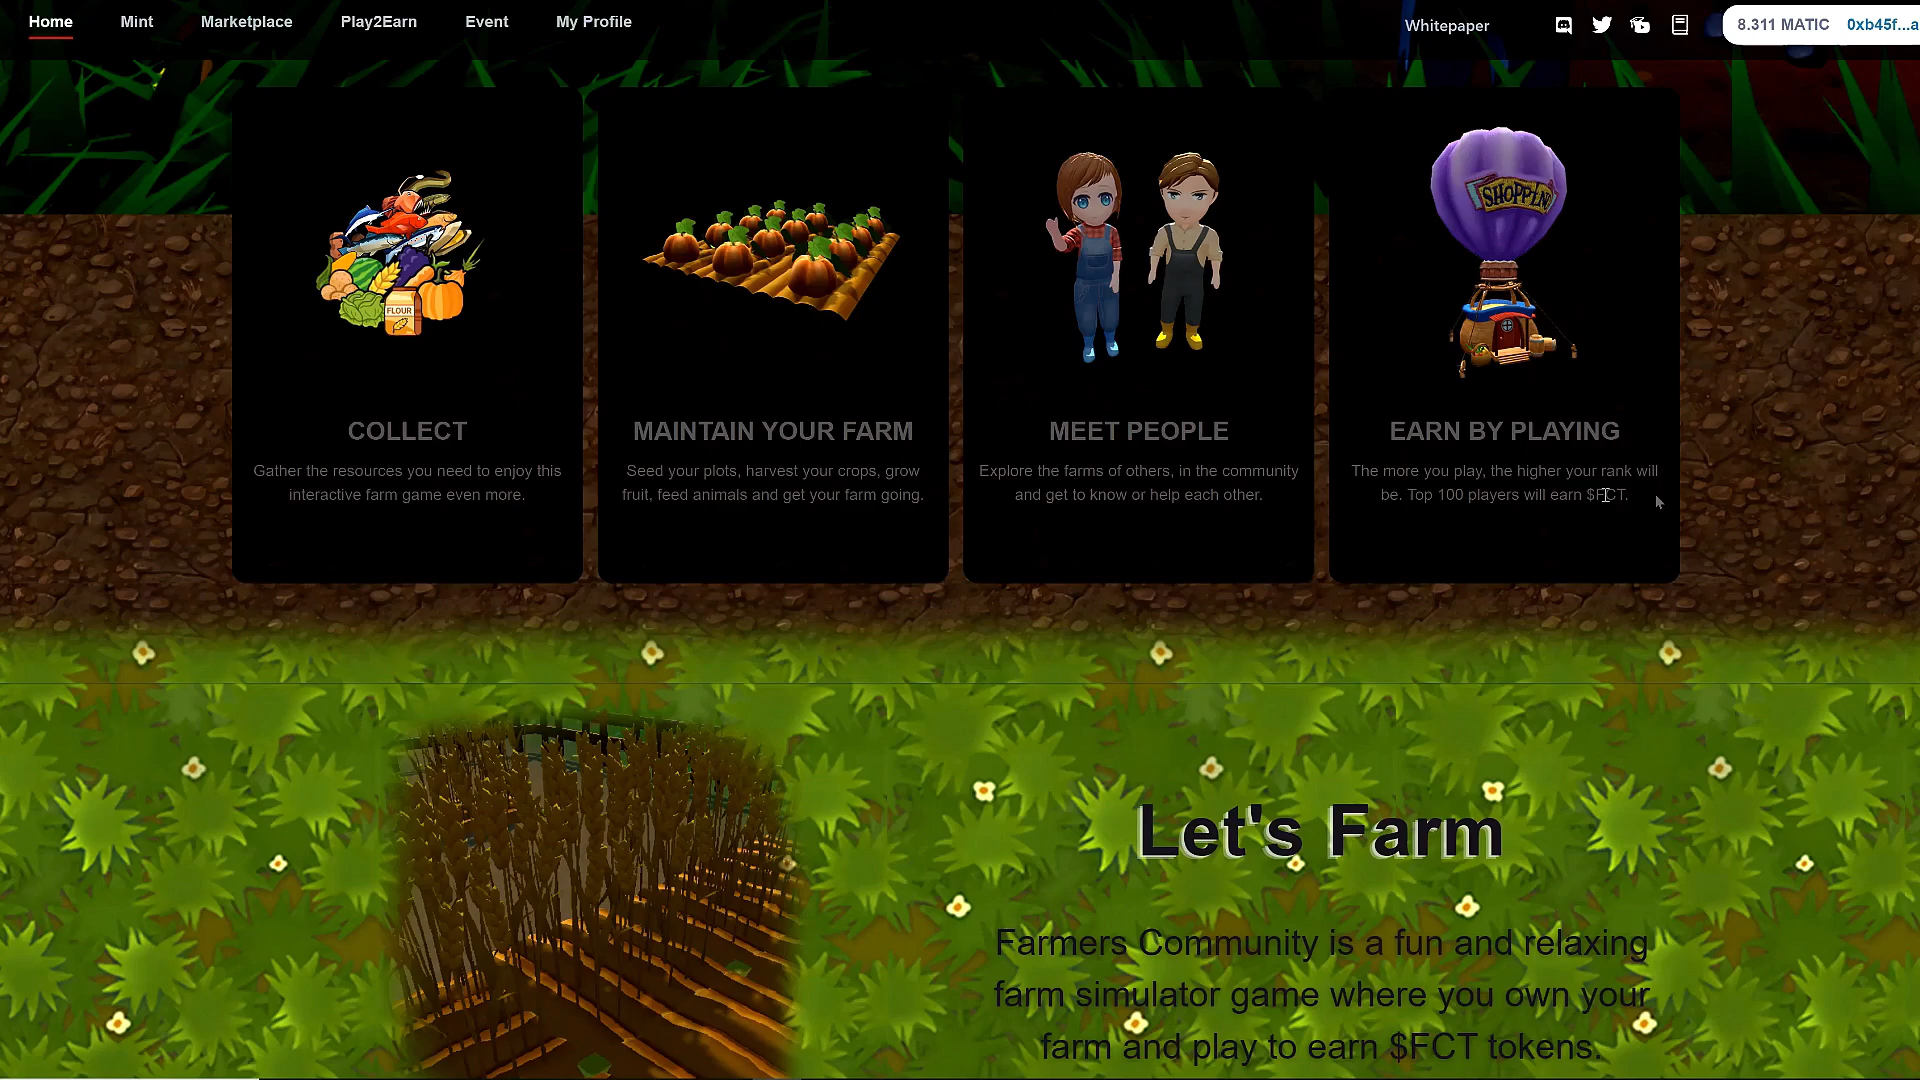 Home Mint Marketplace Play2Earn Event My Profile Whitepaper 8.311 MATIC 0xb45f...a
SHOPPIN
FLOUR
COLLECT
Gather the resources you need to enjoy this
interactive farm game even more.
MAINTAIN YOUR FARM
Seed your plots, harvest your crops, grow
fruit, feed animals and get your farm going.
MEET PEOPLE
Explore the farms of others, in the community
and get to know or help each other.
EARN BY PLAYING
The more you play, the higher your rank will
be. Top 100 players will earn $FCT.
Let's Farm
Farmers Community is a fun and relaxing
farm simulator game where you own your
farm and play to earn $FCT tokens.